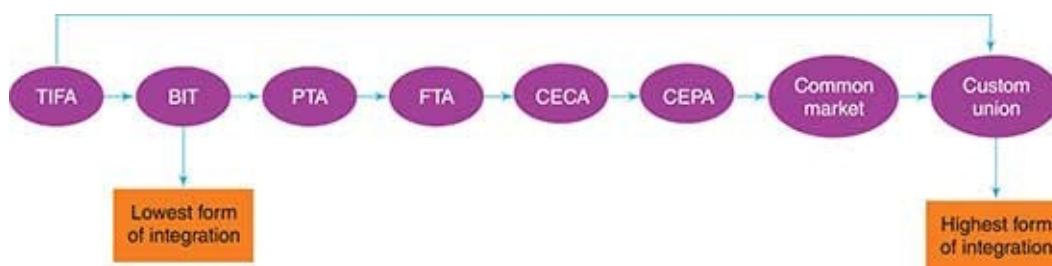 TIFA
BIT
PTA
FTA
CECA
CEPA
Common
market
Custom
union
Lowest form
of integration
Highest form
of integration